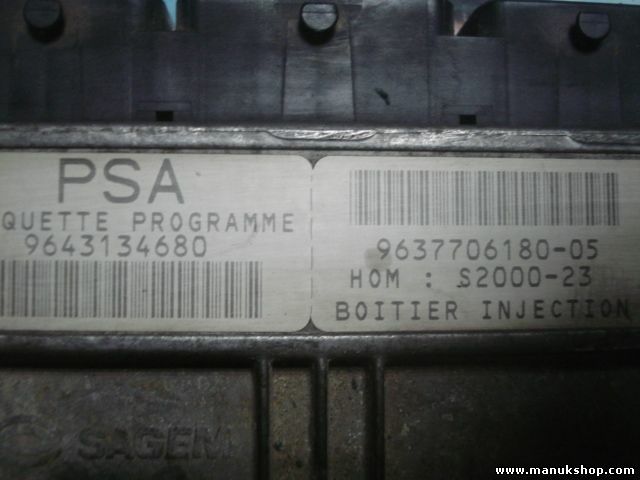 PSA
QUETTE PROGRAMME
9643134680
9637706180-05
HOM : S2000-23
BOITIER INJECTION
SAGEM
www.manukshop.com